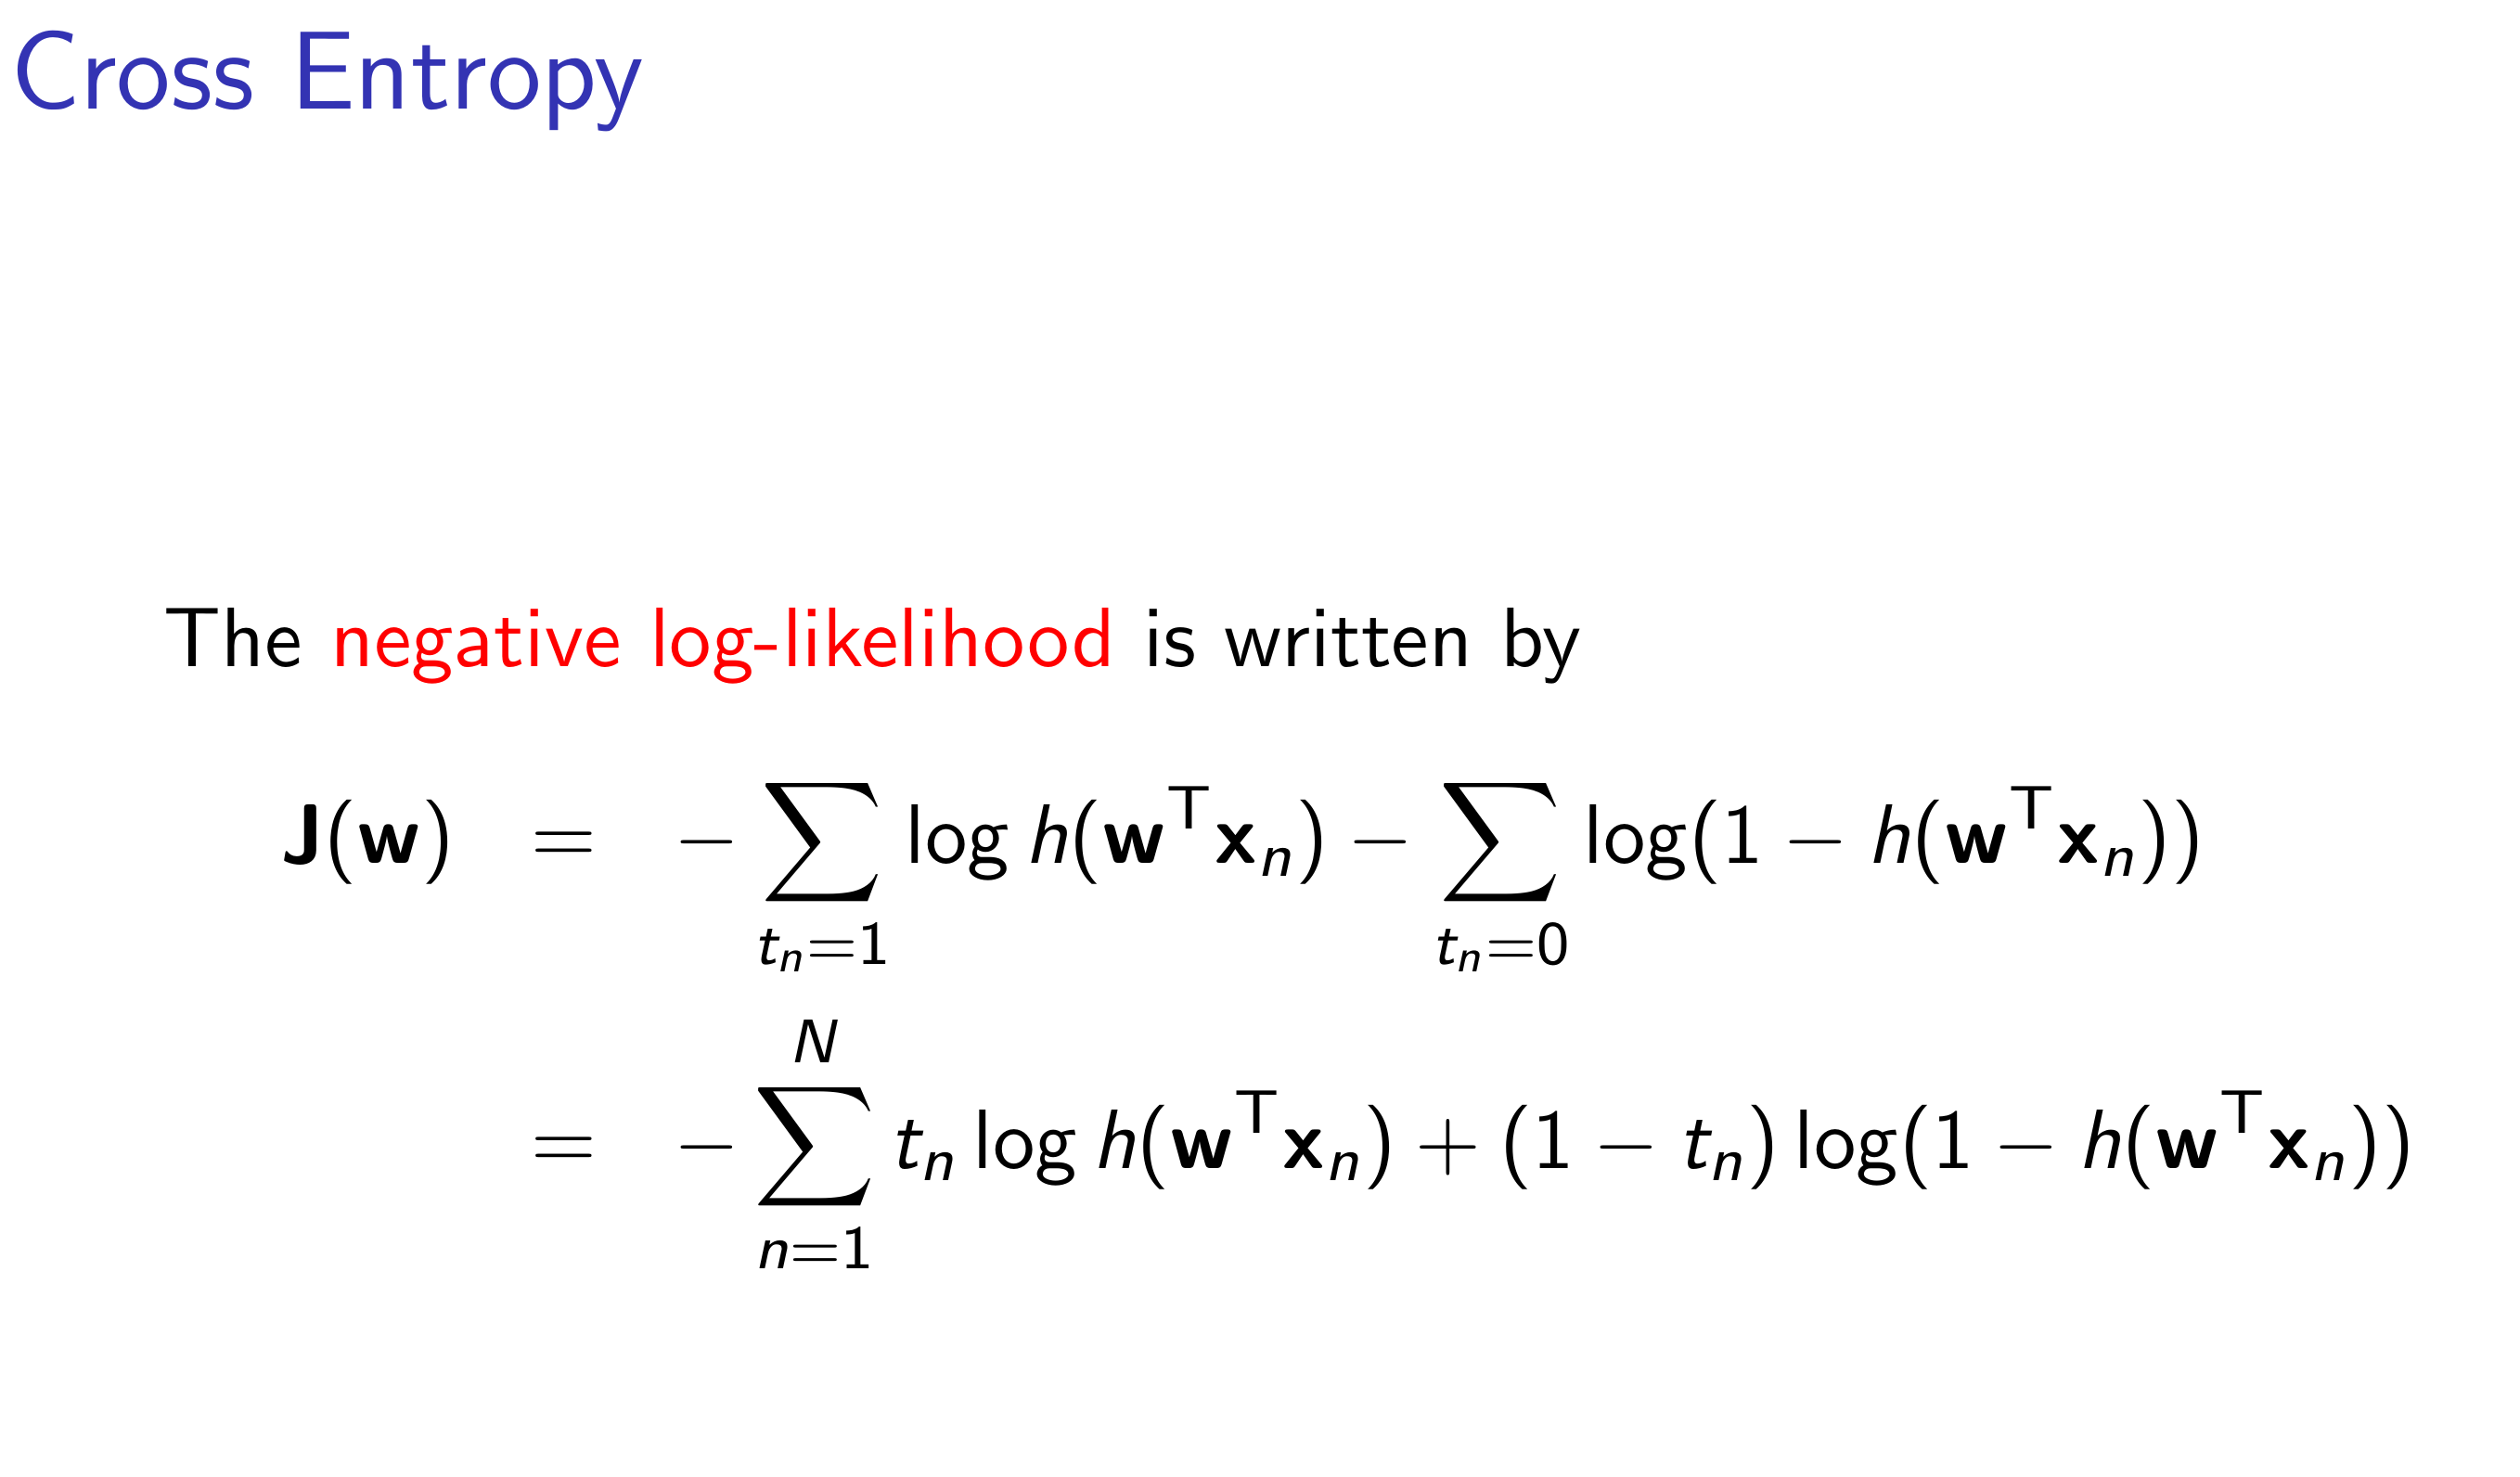 Cross Entropy
The negative log-likelihood is written by
J(w) = − ∑_{t_n=1} log h(w^T x_n) − ∑_{t_n=0} log(1 − h(w^T x_n))
= − ∑_{n=1}^{N} t_n log h(w^T x_n) + (1 − t_n) log(1 − h(w^T x_n))